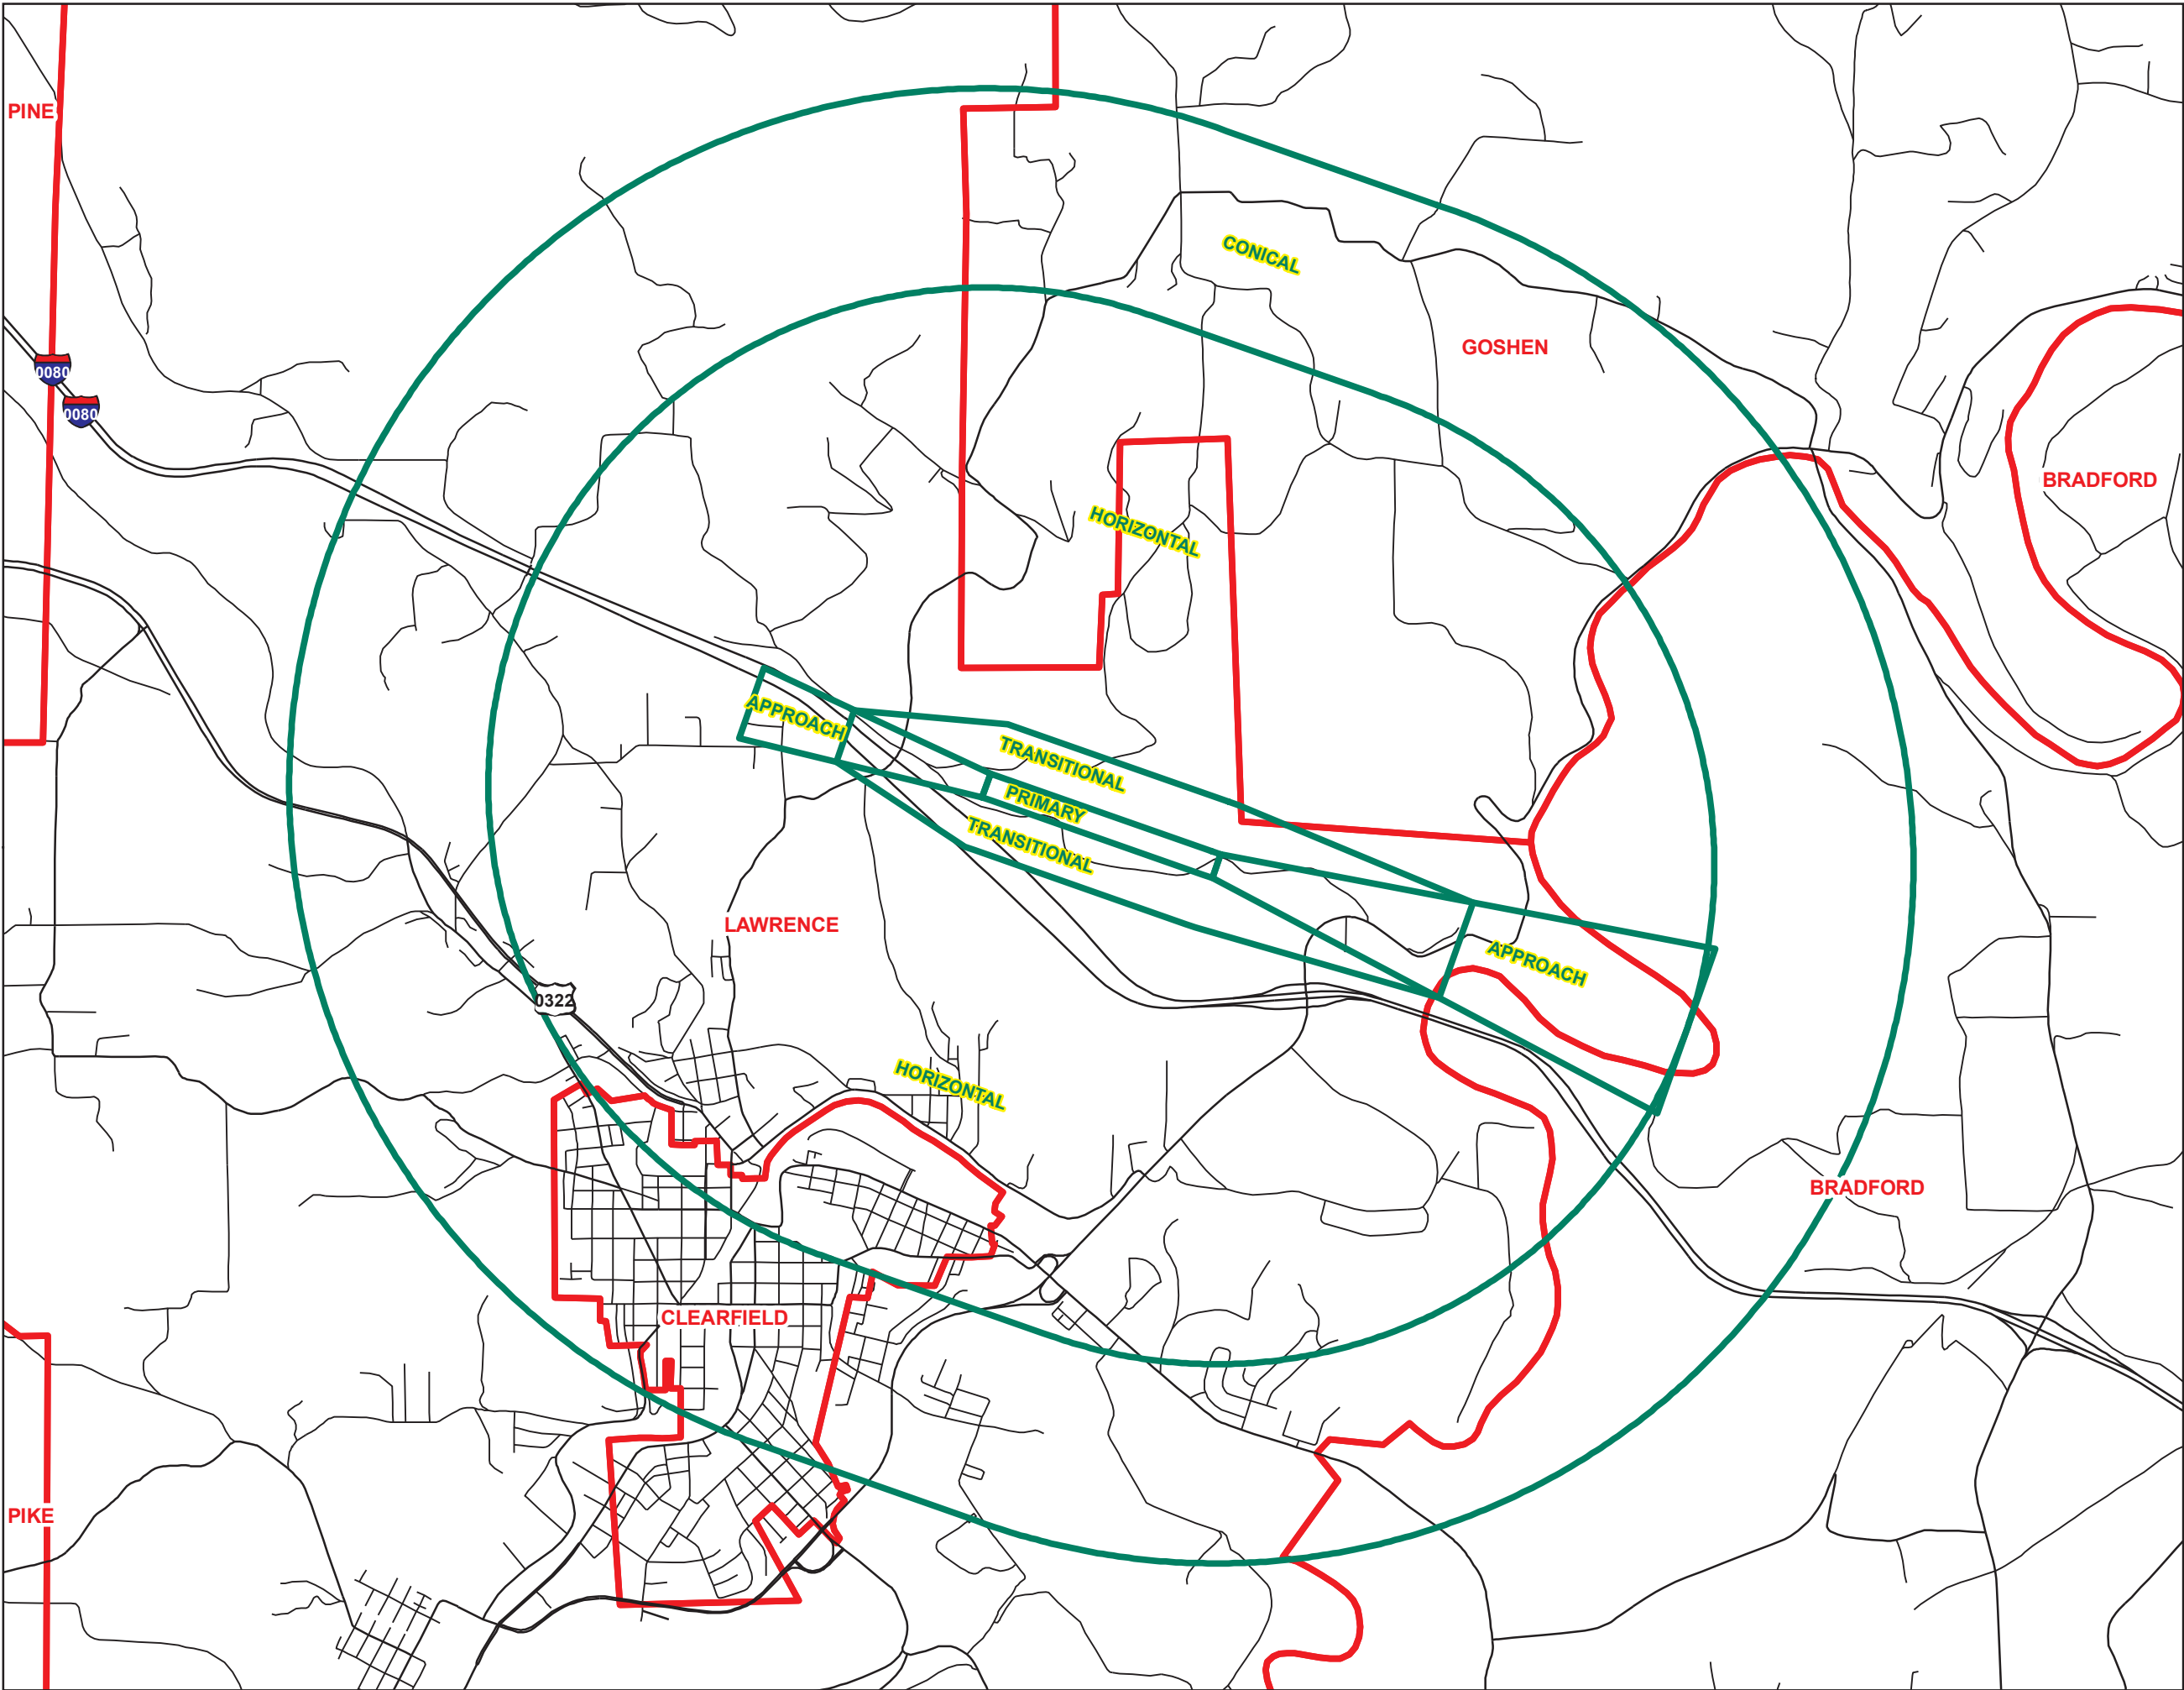 PINE
CONICAL
GOSHEN
0080
0080
BRADFORD
HORIZONTAL
APPROACH
TRANSITIONAL
PRIMARY
TRANSITIONAL
LAWRENCE
APPROACH
0322
HORIZONTAL
BRADFORD
CLEARFIELD
PIKE